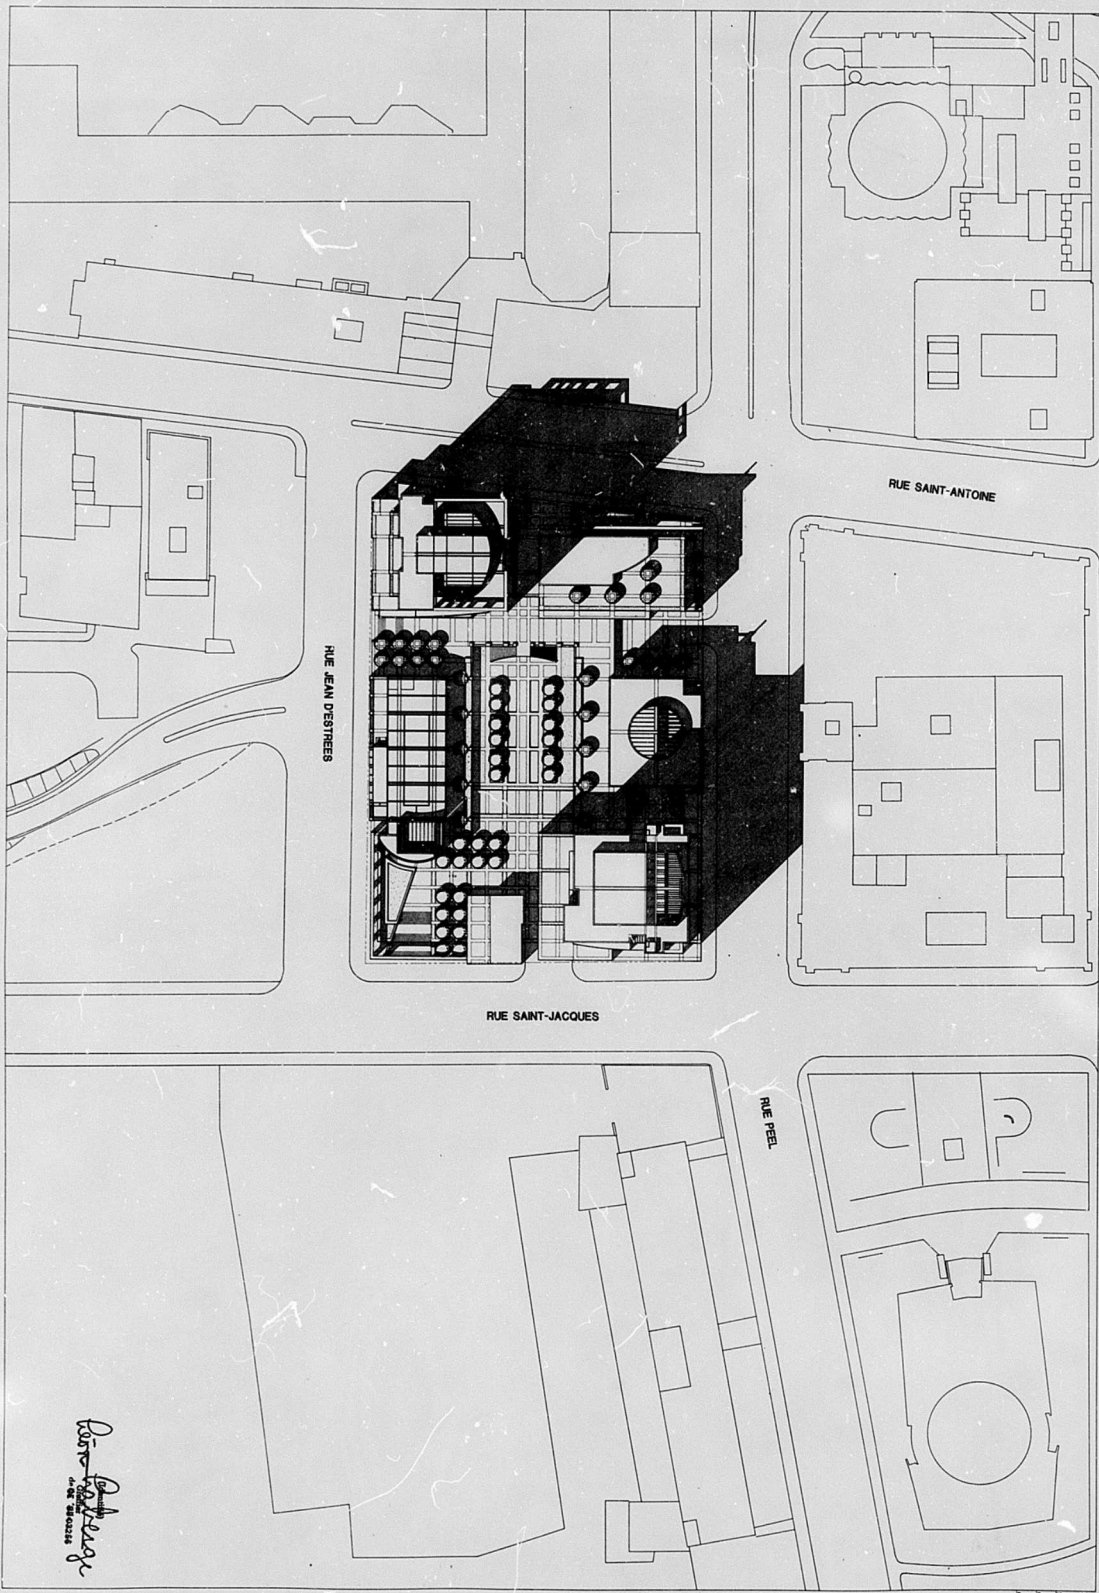 RUE SAINT-ANTOINE
RUE JEAN D'ESTREES
RUE SAINT-JACQUES
RUE PEEL